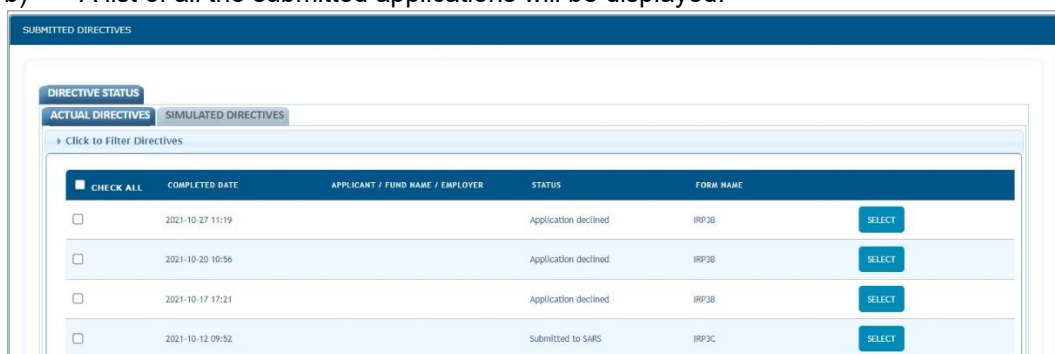 b) A list of all the submitted applications will be displayed.
SUBMITTED DIRECTIVES
DIRECTIVE STATUS
ACTUAL DIRECTIVES SIMULATED DIRECTIVES
Click to Filter Directives
CHECK ALL COMPLETED DATE APPLICANT / FUND NAME / EMPLOYER STATUS FORM NAME
2021-10-27 11:19 Application declined IRP3B SELECT
2021-10-20 10:56 Application declined IRP3B SELECT
2021-10-17 17:21 Application declined IRP3B SELECT
2021-10-12 09:52 Submitted to SARS IRP3C SELECT